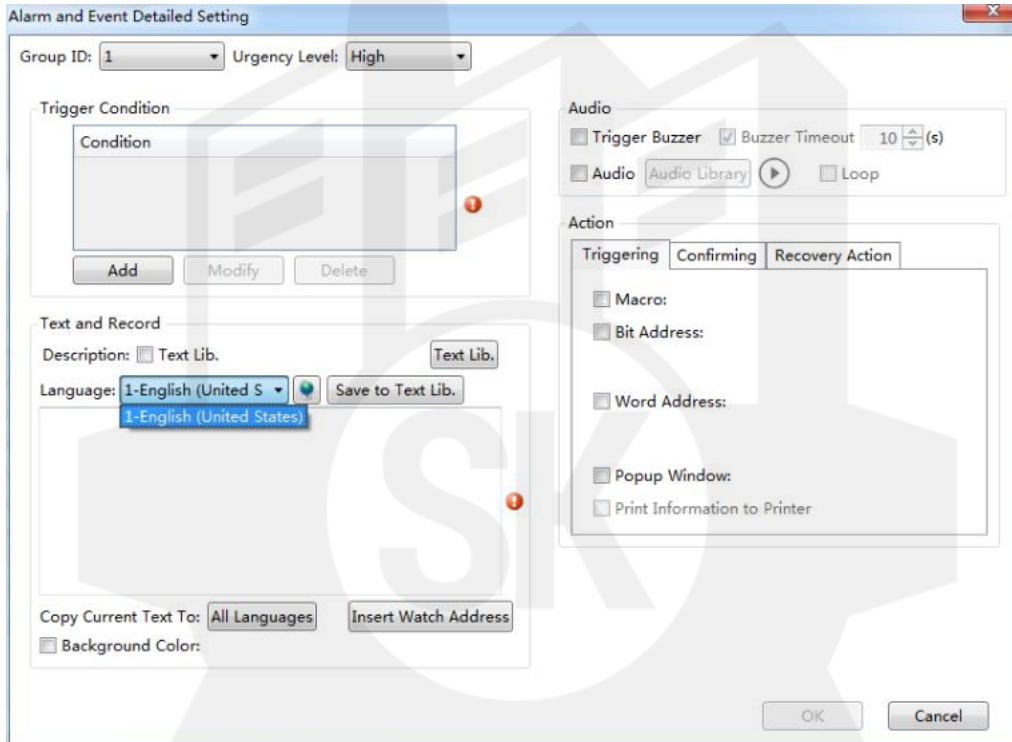 Alarm and Event Detailed Setting
Group ID: 1 Urgency Level: High
Trigger Condition
Condition
Add Modify Delete
Text and Record
Description: Text Lib. Text Lib.
Language: 1-English (United S Save to Text Lib.
1-English (United States)
Copy Current Text To: All Languages Insert Watch Address
Background Color:
Audio
Trigger Buzzer Buzzer Timeout 10 (s)
Audio Audio Library Loop
Action
Triggering Confirming Recovery Action
Macro:
Bit Address:
Word Address:
Popup Window:
Print Information to Printer
OK Cancel
SK